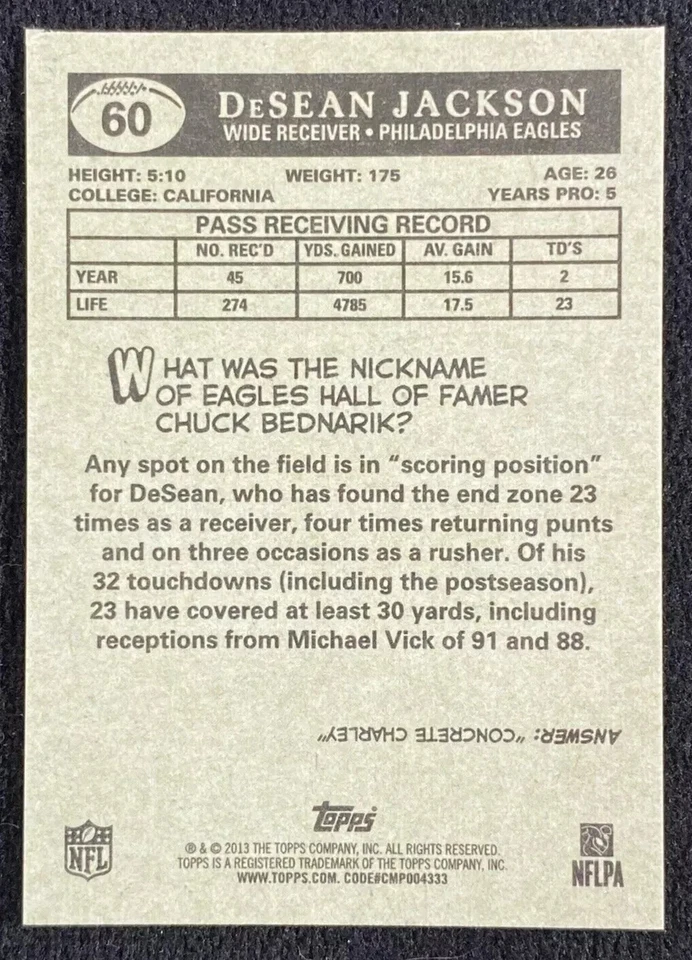 60
DeSEAN JACKSON
WIDE RECEIVER • PHILADELPHIA EAGLES
HEIGHT: 5:10 WEIGHT: 175 AGE: 26
COLLEGE: CALIFORNIA YEARS PRO: 5
PASS RECEIVING RECORD
NO. REC'D YDS. GAINED AV. GAIN TD'S
YEAR 45 700 15.6 2
LIFE 274 4785 17.5 23
WHAT WAS THE NICKNAME
OF EAGLES HALL OF FAMER
CHUCK BEDNARIK?
Any spot on the field is in “scoring position”
for DeSean, who has found the end zone 23
times as a receiver, four times returning punts
and on three occasions as a rusher. Of his
32 touchdowns (including the postseason),
23 have covered at least 30 yards, including
receptions from Michael Vick of 91 and 88.
ANSWER: “CONCRETE CHARLEY”
topps
NFL
® & © 2013 THE TOPPS COMPANY, INC. ALL RIGHTS RESERVED.
TOPPS IS A REGISTERED TRADEMARK OF THE TOPPS COMPANY, INC.
WWW.TOPPS.COM. CODE#CMP004333
NFLPA